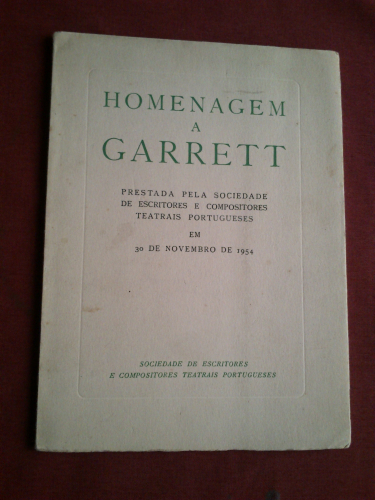 HOMENAGEM
A
GARRETT
PRESTADA PELA SOCIEDADE
DE ESCRITORES E COMPOSITORES
TEATRAIS PORTUGUESES
EM
30 DE NOVEMBRO DE 1954
SOCIEDADE DE ESCRITORES
E COMPOSITORES TEATRAIS PORTUGUESES